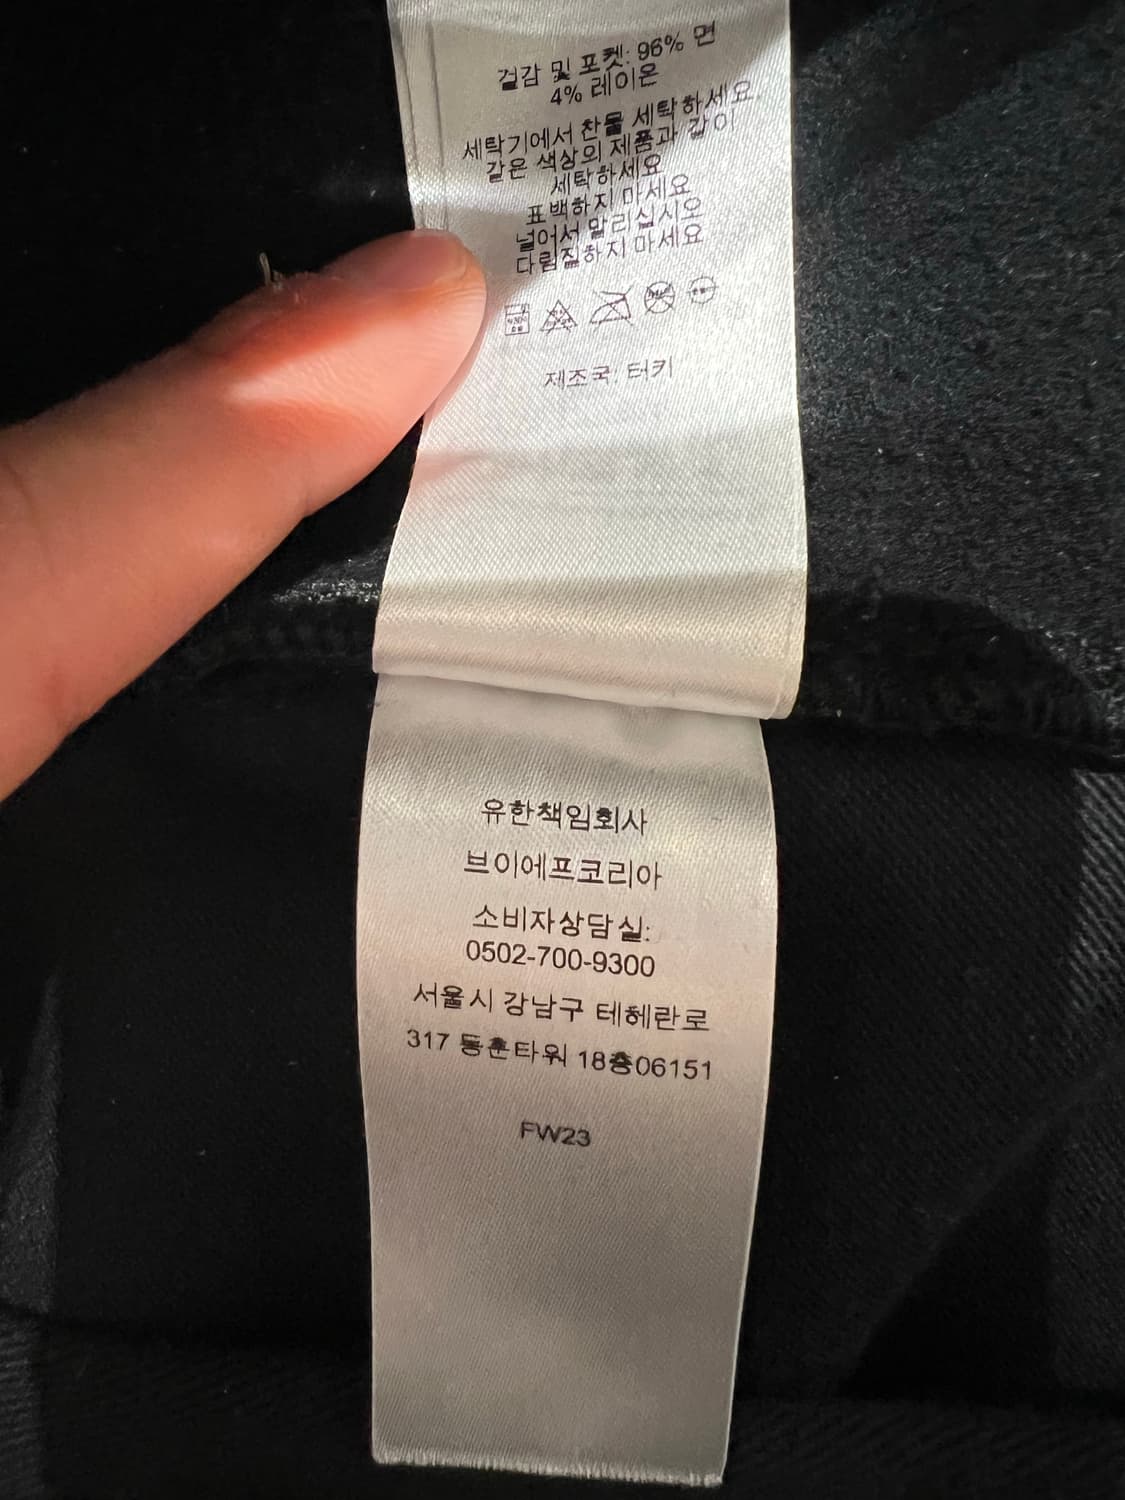 겉감 및 포켓: 96% 면
4% 레이온
세탁기에서 찬물 세탁하세요.
같은 색상의 제품과 같이
세탁하세요
표백하지 마세요
널어서 말리십시오
다림질하지 마세요
제조국: 터키
유한책임회사
브이에프코리아
소비자상담실:
0502-700-9300
서울시 강남구 테헤란로
317 동훈타워 18층06151
FW23